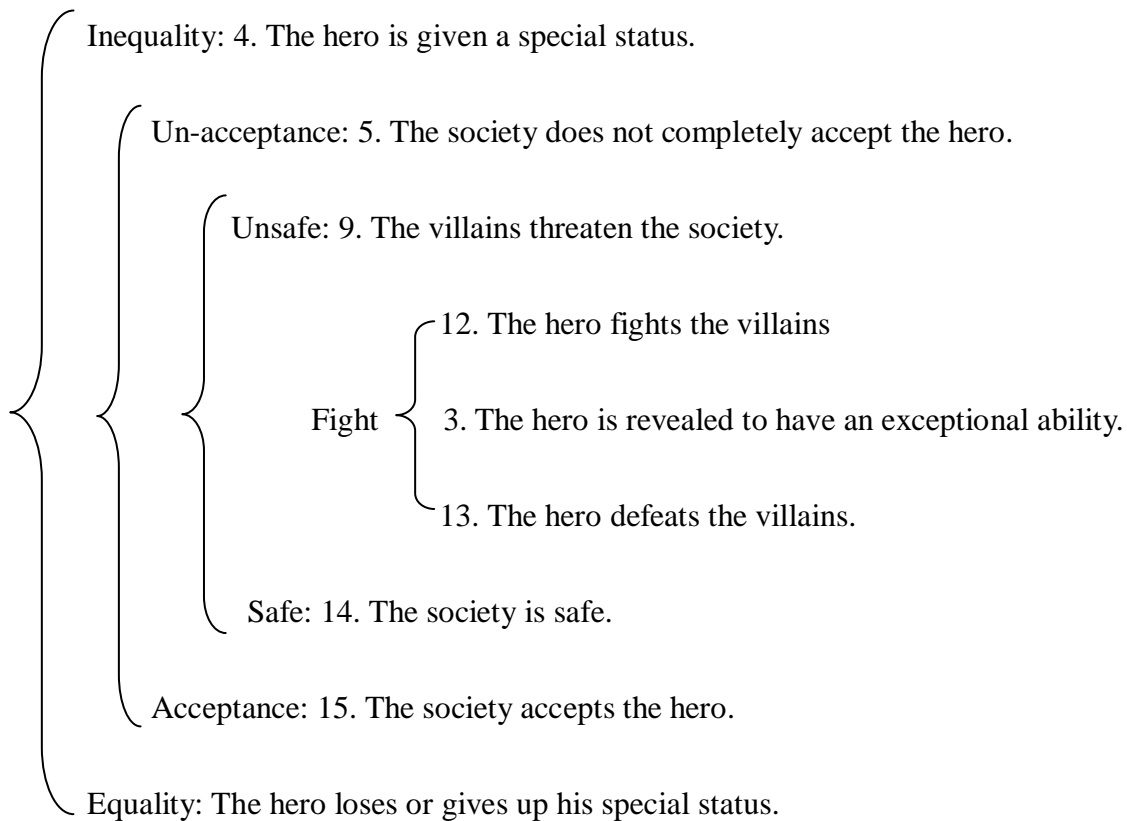 Inequality: 4. The hero is given a special status.
Un-acceptance: 5. The society does not completely accept the hero.
Unsafe: 9. The villains threaten the society.
12. The hero fights the villains
Fight
3. The hero is revealed to have an exceptional ability.
13. The hero defeats the villains.
Safe: 14. The society is safe.
Acceptance: 15. The society accepts the hero.
Equality: The hero loses or gives up his special status.